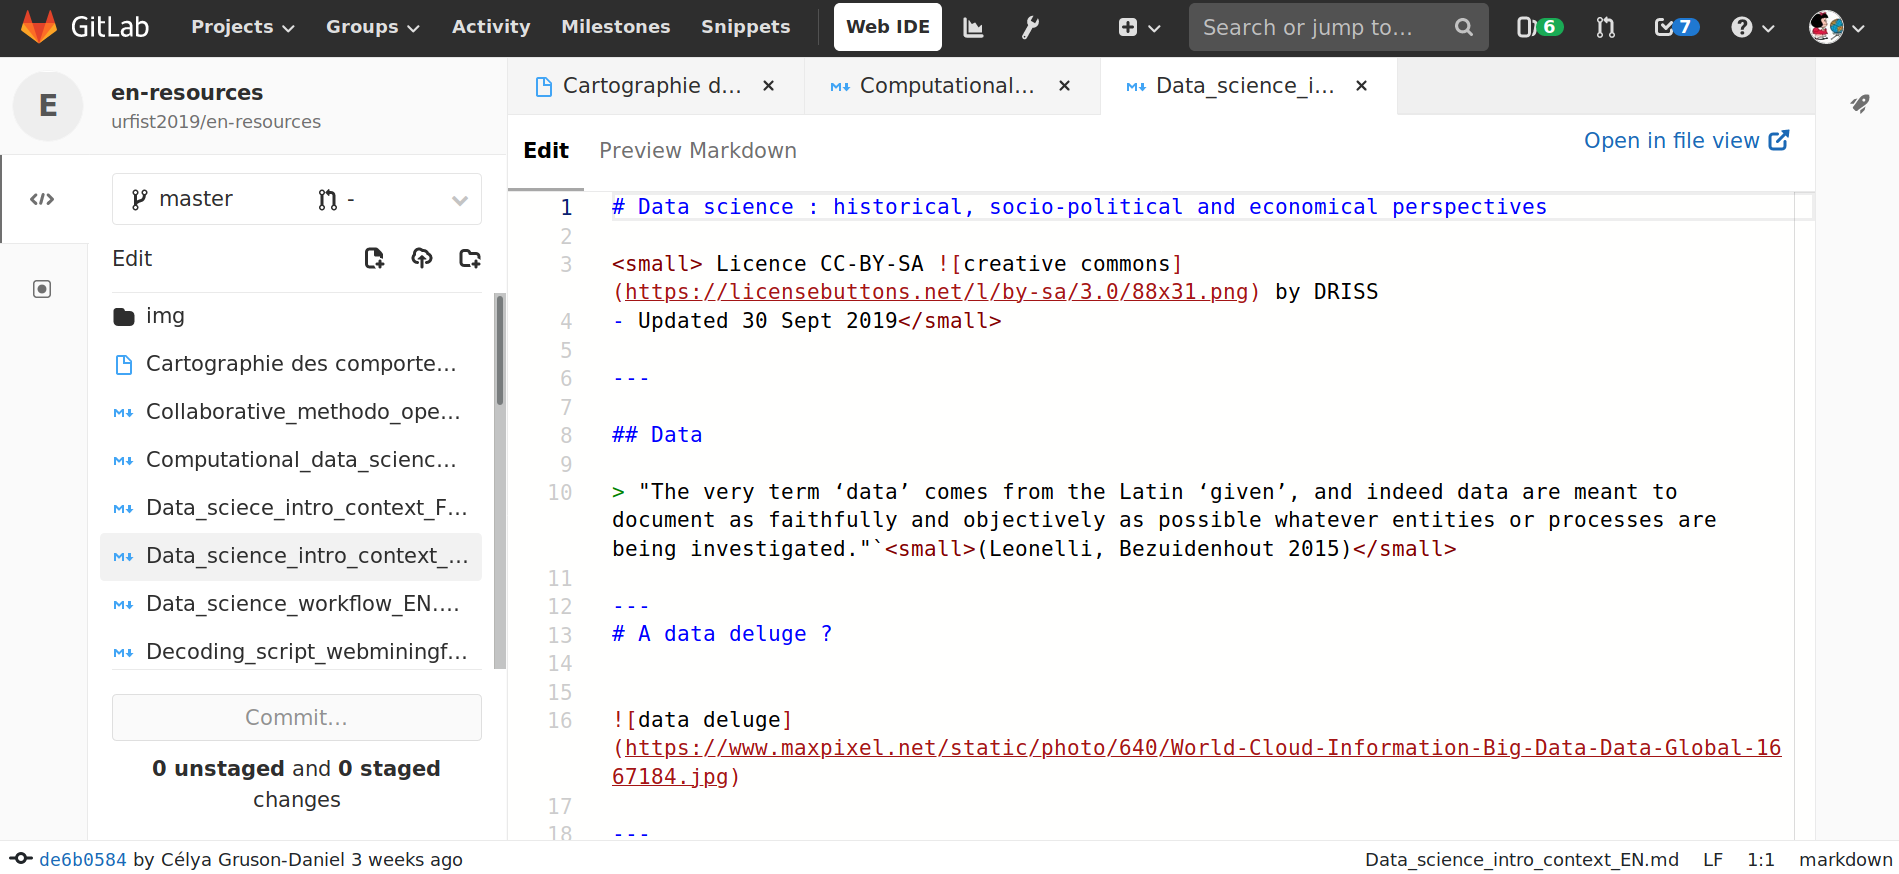 GitLab Projects Groups Activity Milestones Snippets Web IDE Search or jump to... 6 7
E en-resources
urfist2019/en-resources
master -
Edit
img
Cartographie des comporte...
Collaborative_methodo_ope...
Computational_data_scienc...
Data_sciece_intro_context_F...
Data_science_intro_context_...
Data_science_workflow_EN....
Decoding_script_webminingf...
Commit...
0 unstaged and 0 staged
changes
Cartographie d... Computational... Data_science_i...
Edit Preview Markdown Open in file view
1 # Data science : historical, socio-political and economical perspectives
2
3 <small> Licence CC-BY-SA ![creative commons]
(https://licensebuttons.net/l/by-sa/3.0/88x31.png) by DRISS
4 - Updated 30 Sept 2019</small>
5
6 ---
7
8 ## Data
9
10 > "The very term ‘data’ comes from the Latin ‘given’, and indeed data are meant to
document as faithfully and objectively as possible whatever entities or processes are
being investigated."`<small>(Leonelli, Bezuidenhout 2015)</small>
11
12 ---
13 # A data deluge ?
14
15
16 ![data deluge]
(https://www.maxpixel.net/static/photo/640/World-Cloud-Information-Big-Data-Data-Global-16
67184.jpg)
17
18 ---
de6b0584 by Célya Gruson-Daniel 3 weeks ago Data_science_intro_context_EN.md LF 1:1 markdown